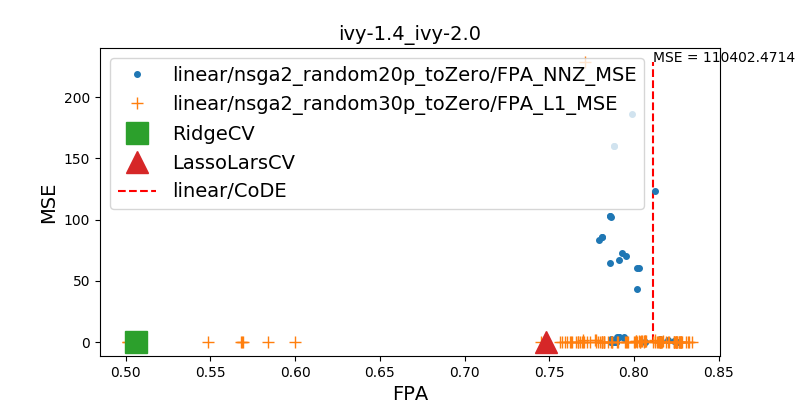 ivy-1.4_ivy-2.0
MSE = 110402.4714
linear/nsga2_random20p_toZero/FPA_NNZ_MSE
linear/nsga2_random30p_toZero/FPA_L1_MSE
RidgeCV
LassoLarsCV
linear/CoDE
MSE
200
150
100
50
0
0.50 0.55 0.60 0.65 0.70 0.75 0.80 0.85
FPA